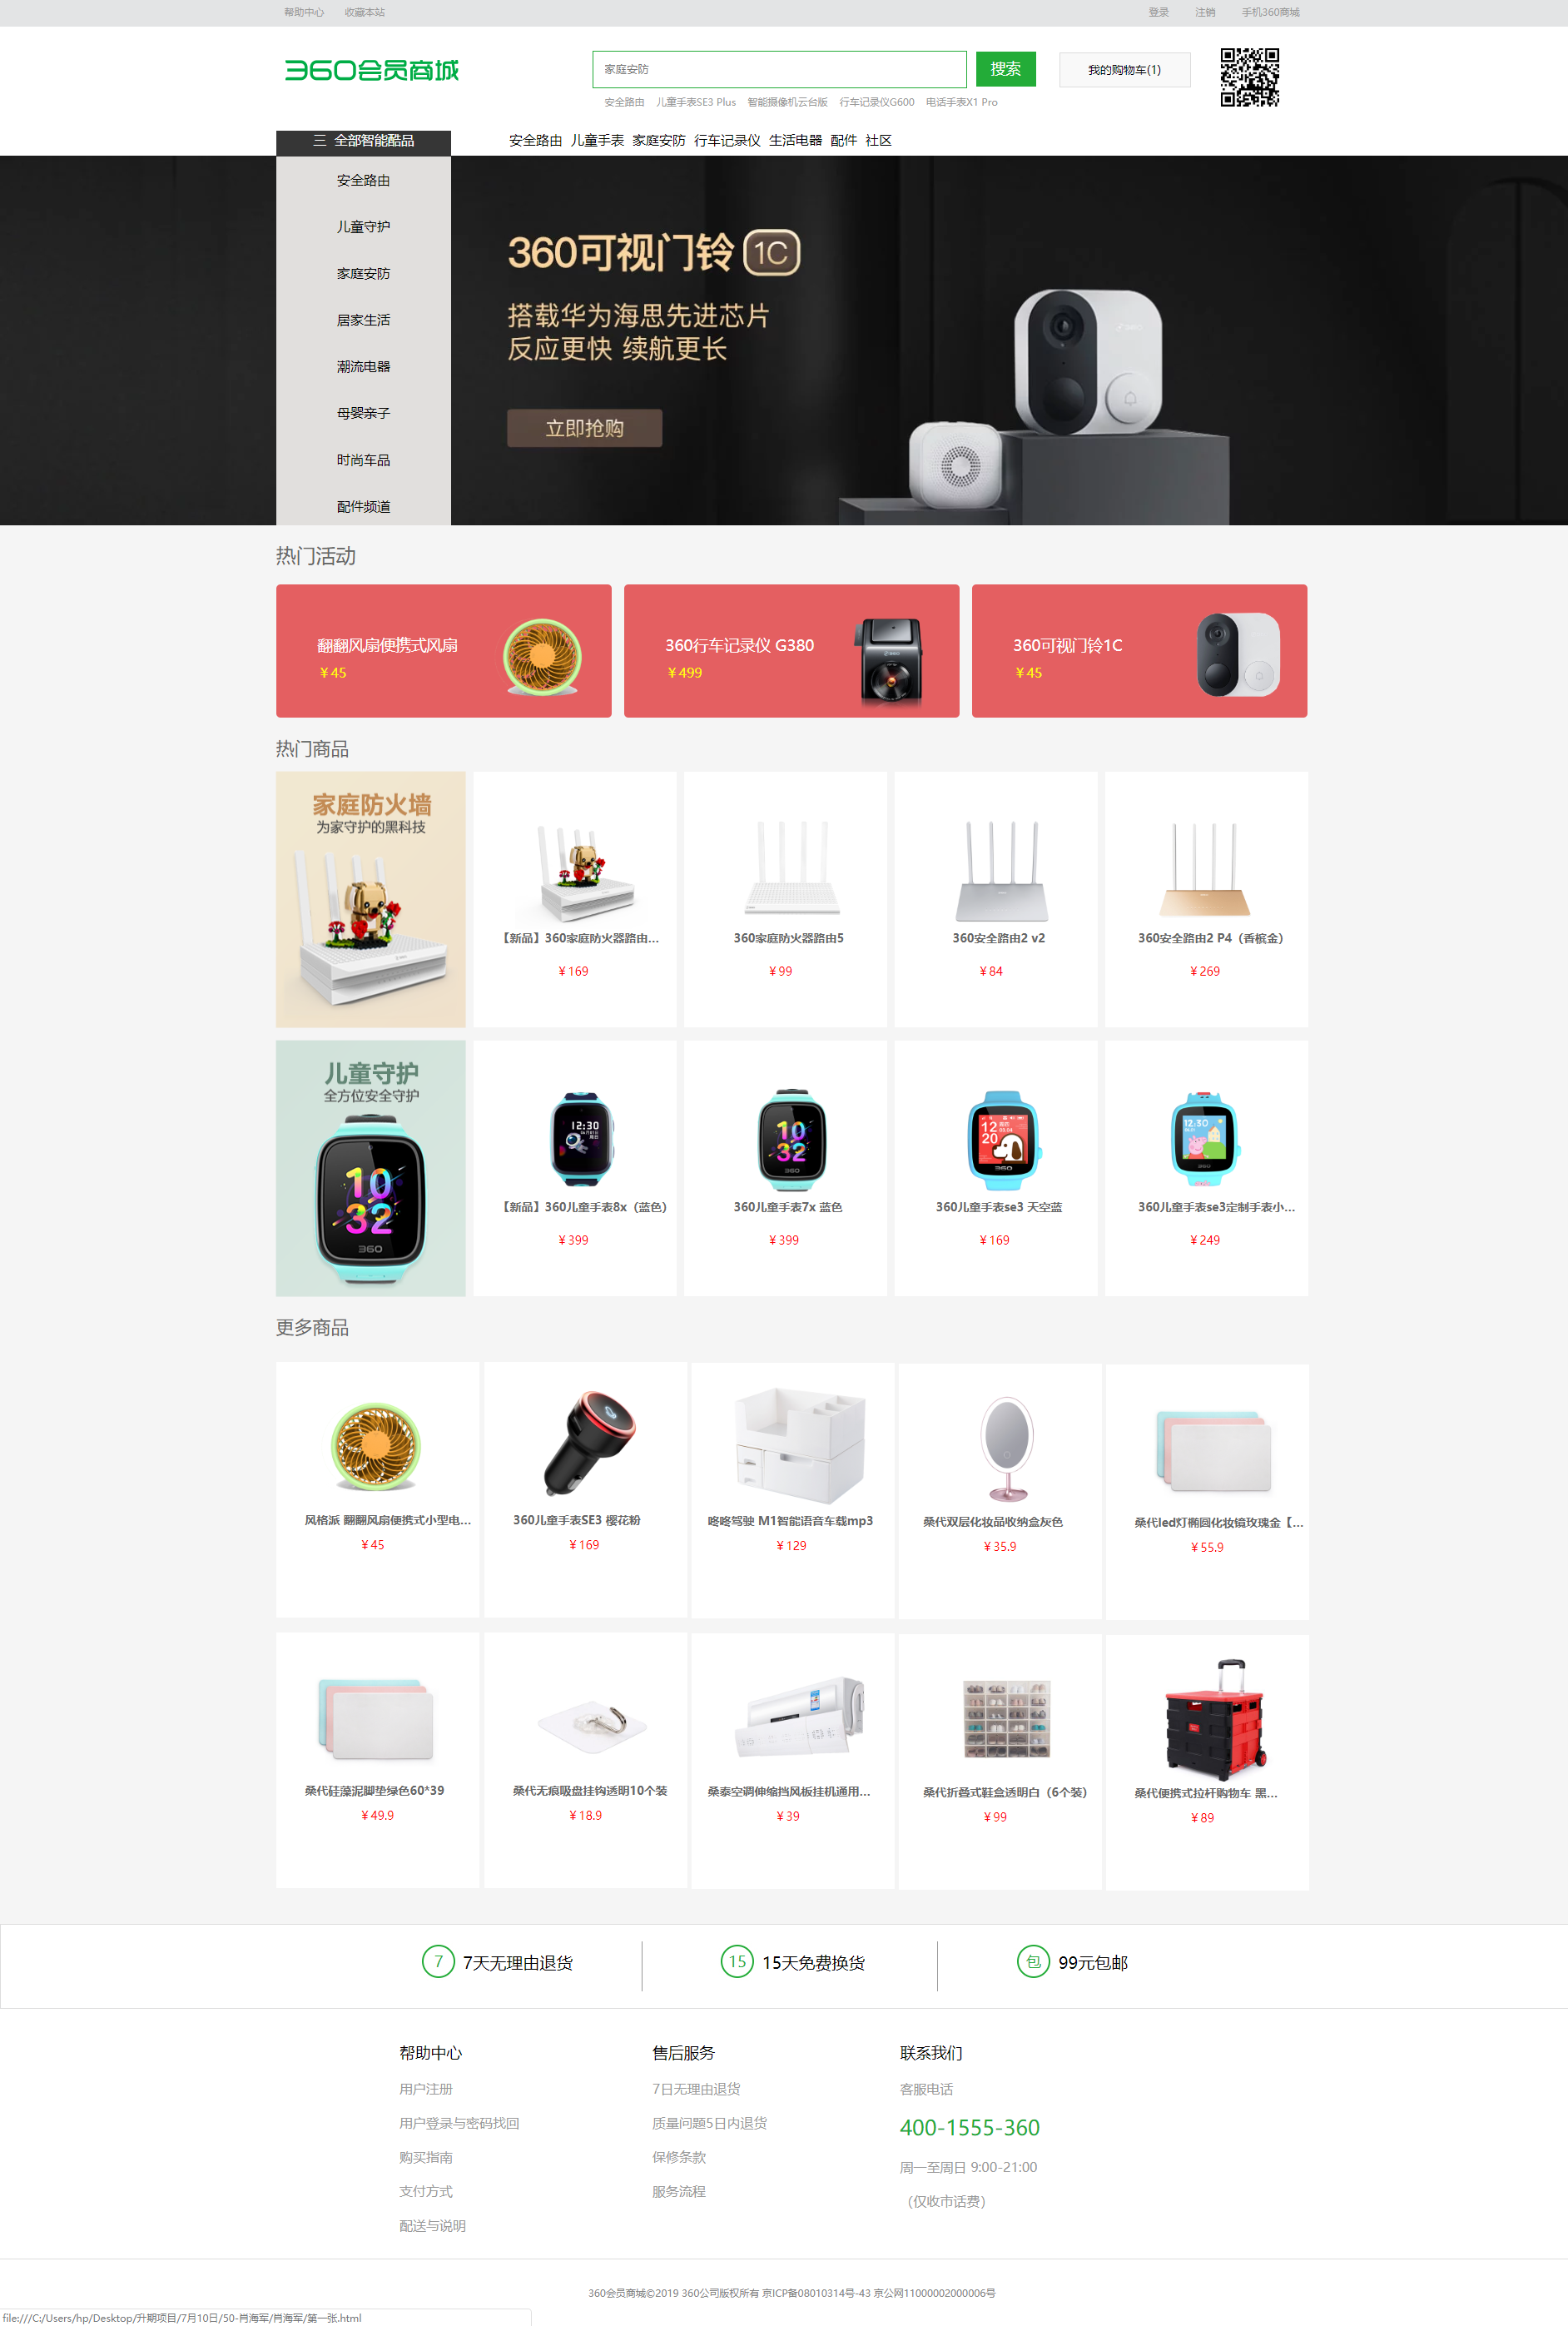 帮助中心 收藏本站 登录 注销 手机360商城
360会员商城
家庭安防 搜索 我的购物车(1)
安全路由 儿童手表SE3 Plus 智能摄像机云台版 行车记录仪G600 电话手表X1 Pro
三 全部智能酷品 安全路由 儿童手表 家庭安防 行车记录仪 生活电器 配件 社区
安全路由
儿童守护
家庭安防
居家生活
潮流电器
母婴亲子
时尚车品
配件频道
360可视门铃 1C
搭载华为海思先进芯片
反应更快 续航更长
立即抢购
热门活动
翻翻风扇便携式风扇
￥45
360行车记录仪 G380
￥499
360可视门铃1C
￥45
热门商品
家庭防火墙
为家守护的黑科技
【新品】360家庭防火器路由... 360家庭防火器路由5 360安全路由2 v2 360安全路由2 P4（香槟金）
￥169 ￥99 ￥84 ￥269
儿童守护
全方位安全守护
10
32
360
【新品】360儿童手表8x（蓝色） 360儿童手表7x 蓝色 360儿童手表se3 天空蓝 360儿童手表se3定制手表小...
￥399 ￥399 ￥169 ￥249
更多商品
风格派 翻翻风扇便携式小型电... 360儿童手表SE3 樱花粉 咚咚驾驶 M1智能语音车载mp3 桑代双层化妆品收纳盒灰色 桑代led灯椭圆化妆镜玫瑰金【...
￥45 ￥169 ￥129 ￥35.9 ￥55.9
桑代硅藻泥脚垫绿色60*39 桑代无痕吸盘挂钩透明10个装 桑泰空调伸缩挡风板挂机通用... 桑代折叠式鞋盒透明白（6个装） 桑代便携式拉杆购物车 黑...
￥49.9 ￥18.9 ￥39 ￥99 ￥89
7 7天无理由退货 15 15天免费换货 包 99元包邮
帮助中心
用户注册
用户登录与密码找回
购买指南
支付方式
配送与说明
售后服务
7日无理由退货
质量问题5日内退货
保修条款
服务流程
联系我们
客服电话
400-1555-360
周一至周日 9:00-21:00
（仅收市话费）
360会员商城©2019 360公司版权所有 京ICP备08010314号-43 京公网11000002000006号
file:///C:/Users/hp/Desktop/升期项目/7月10日/50-肖海军/肖海军/第一张.html